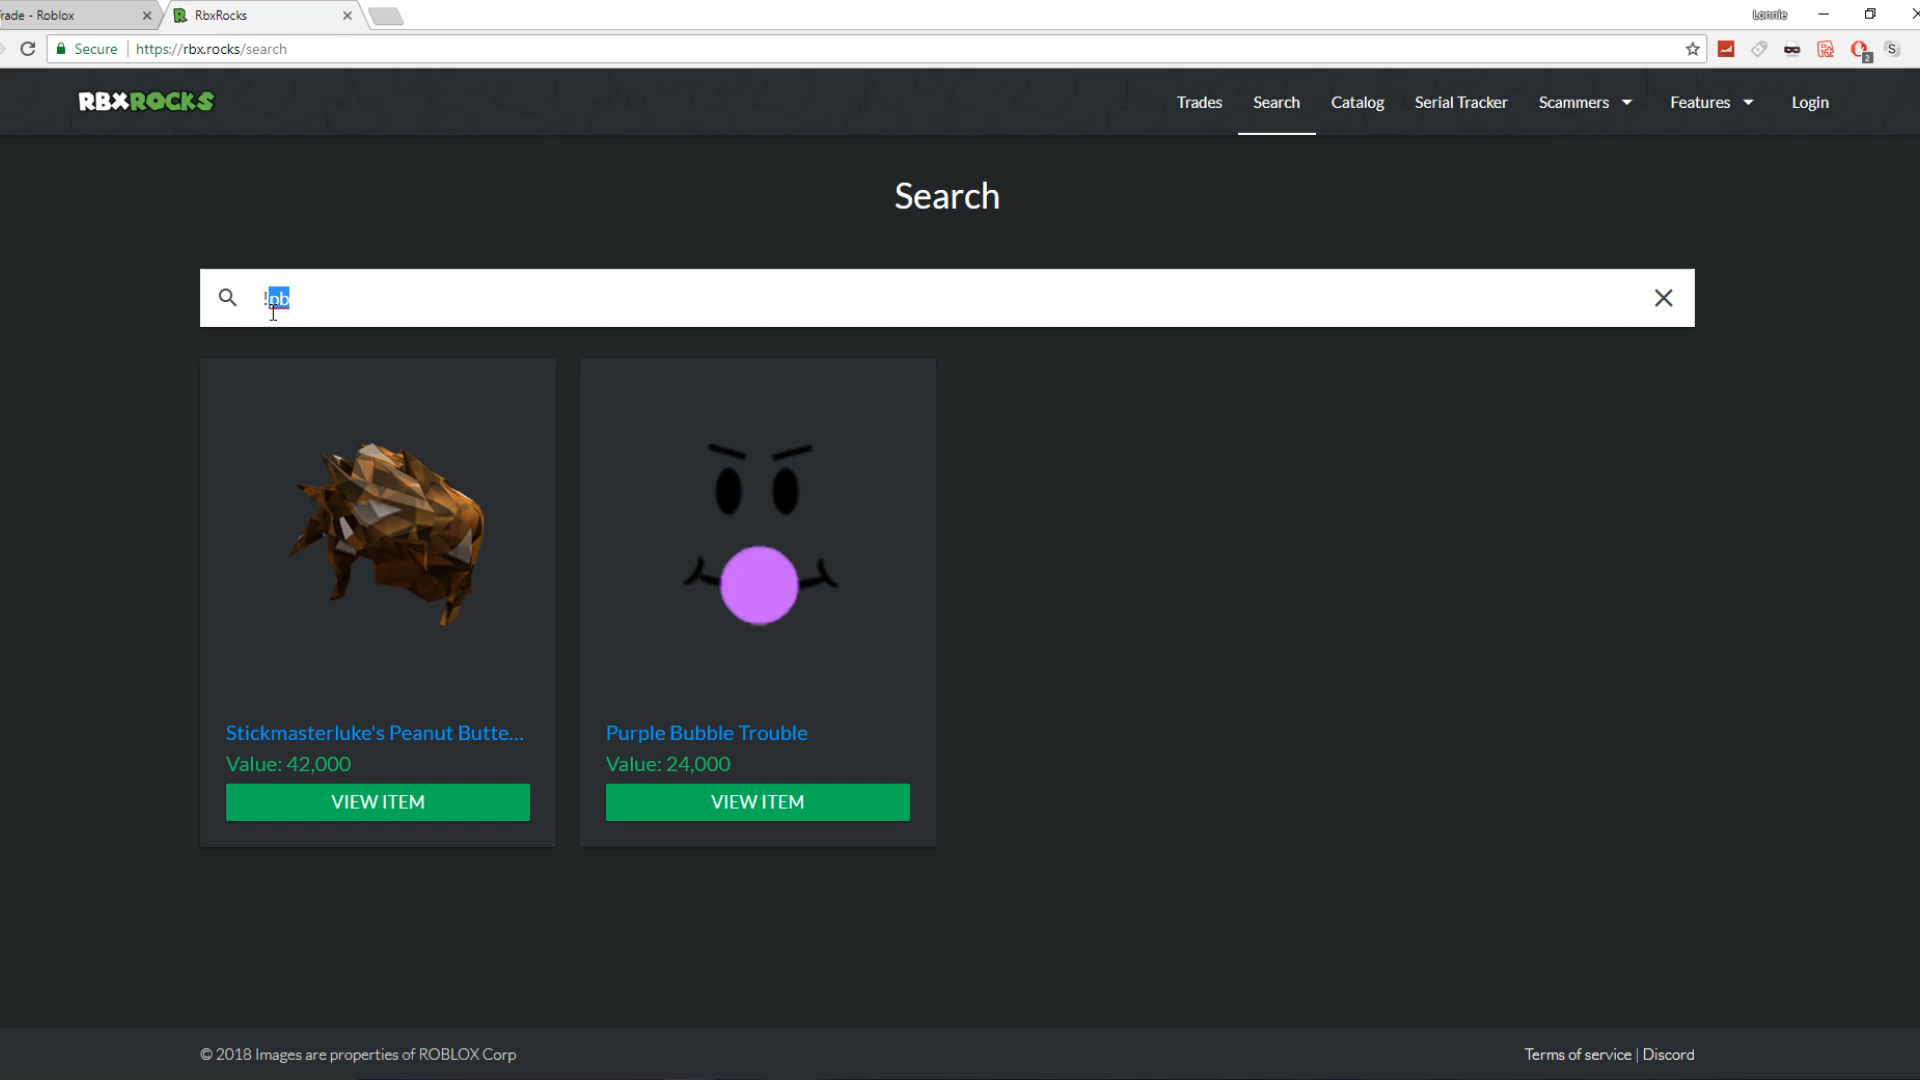 rade - Roblox
RbxRocks
Lonnie
Secure
https://rbx.rocks/search
2
S
RBXROCKS
Trades
Search
Catalog
Serial Tracker
Scammers
Features
Login
Search
!pb
Stickmasterluke's Peanut Butte...
Value: 42,000
VIEW ITEM
Purple Bubble Trouble
Value: 24,000
VIEW ITEM
© 2018 Images are properties of ROBLOX Corp
Terms of service | Discord